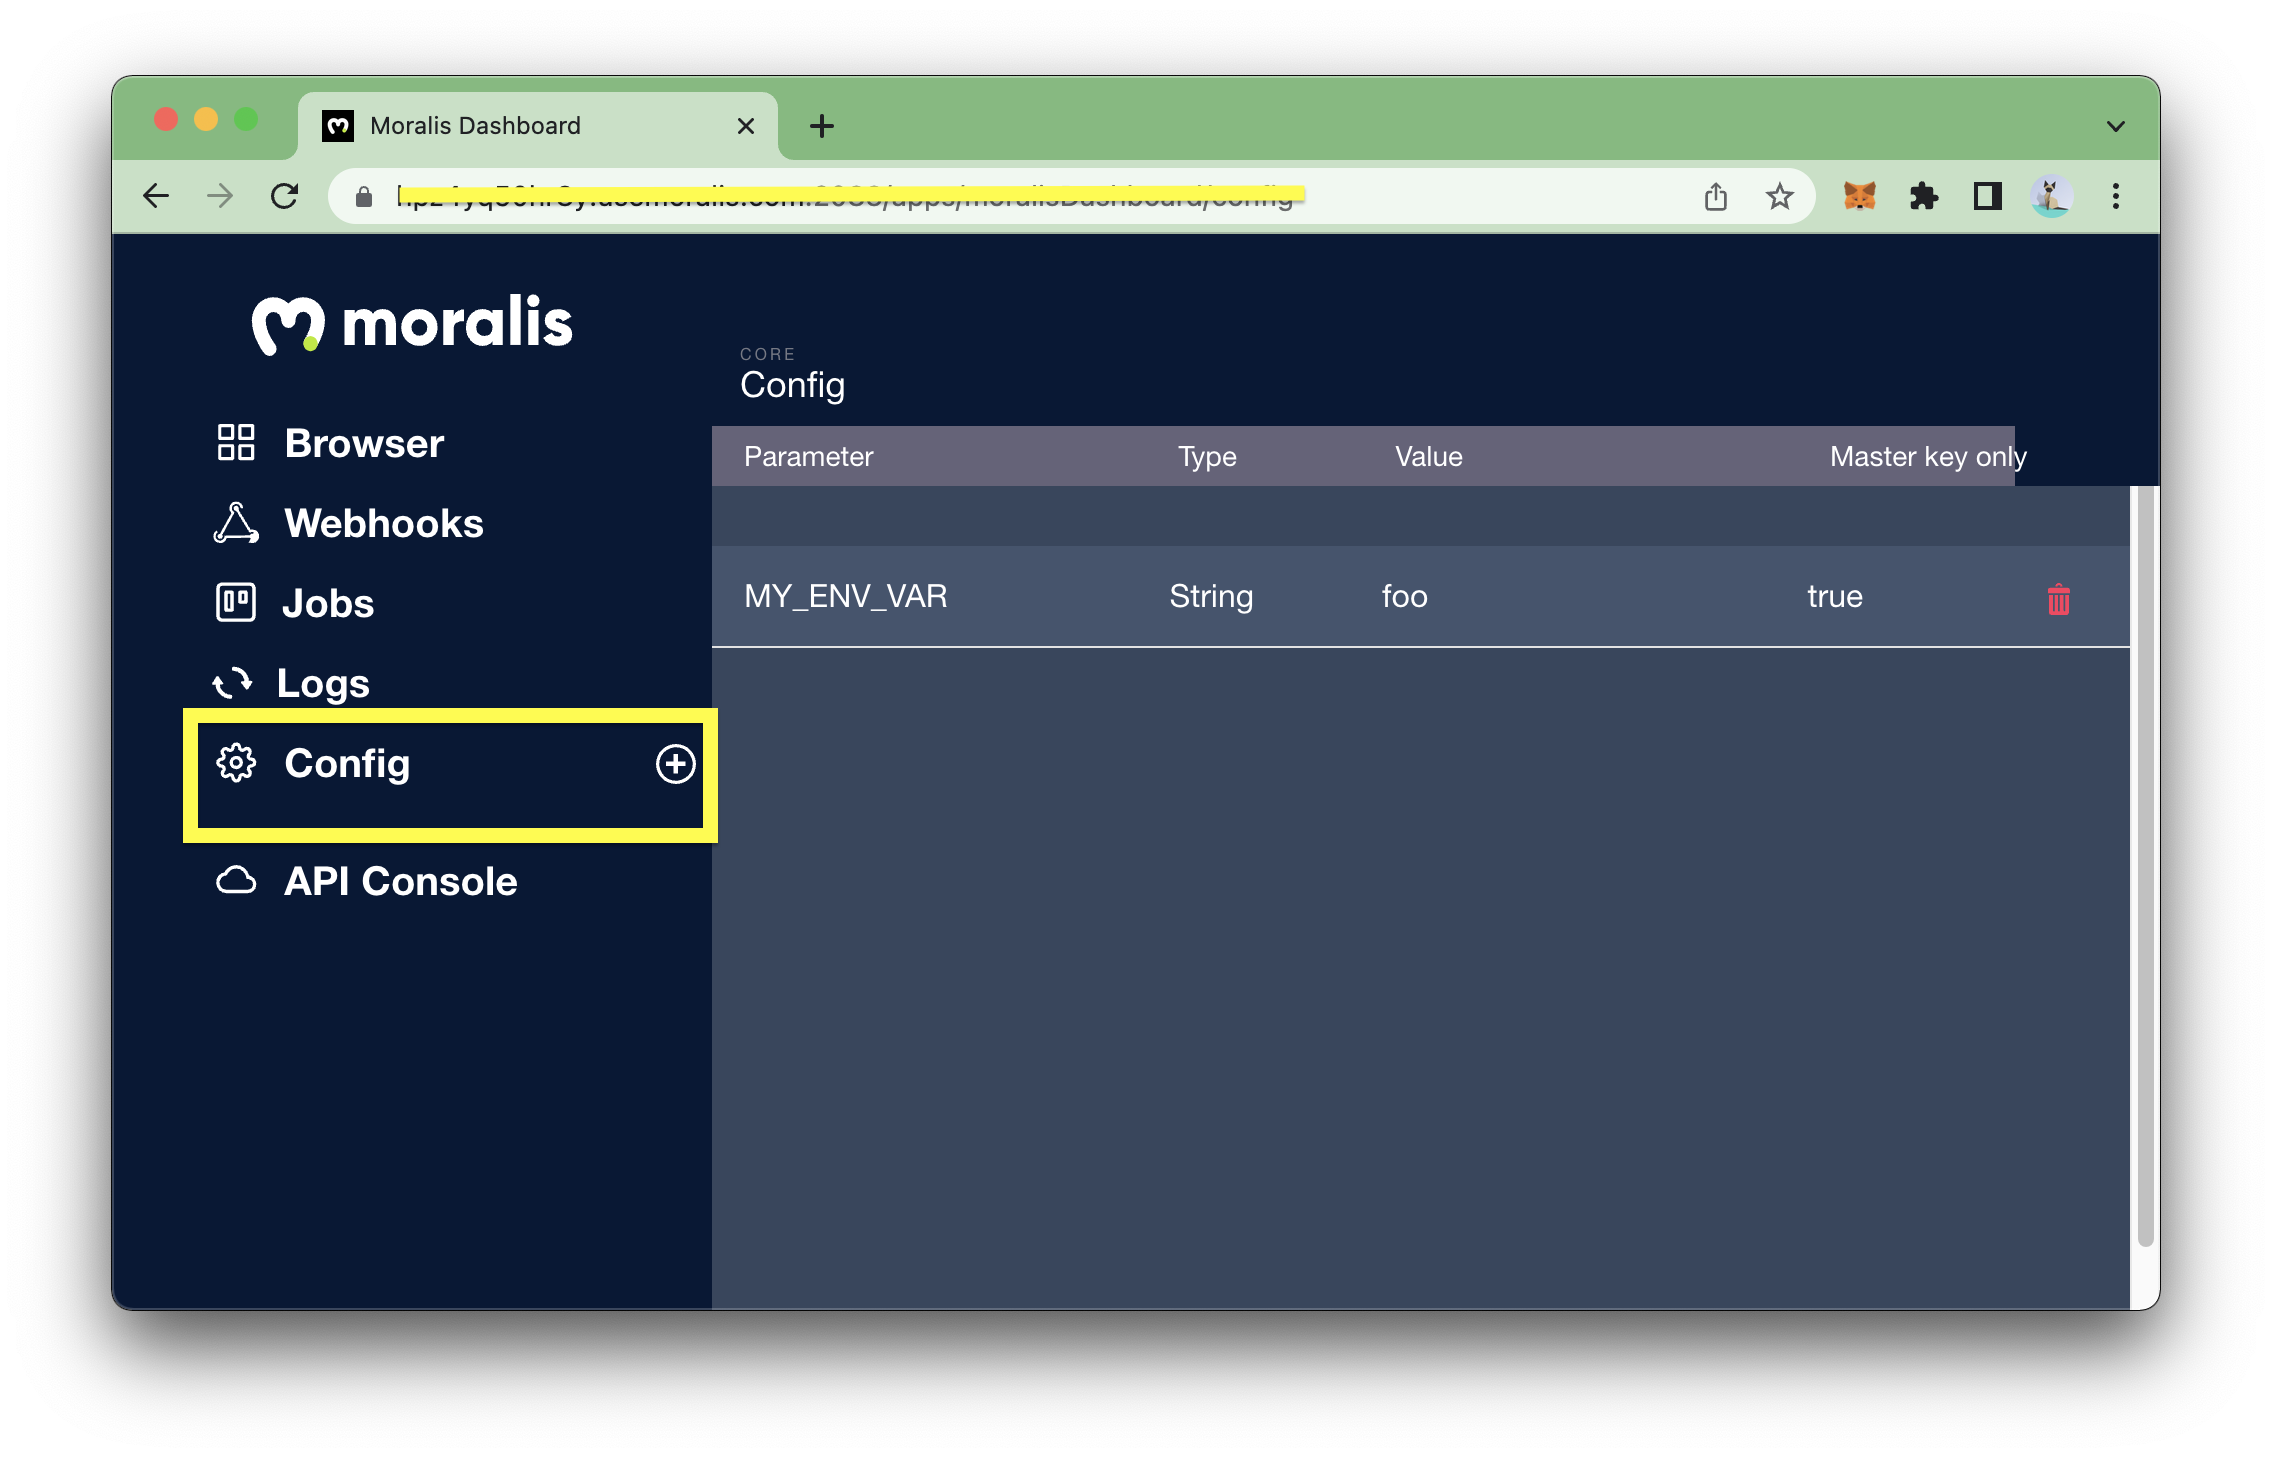 Moralis Dashboard
moralis
CORE
Config
Browser
Webhooks
Jobs
Logs
Config
API Console
Parameter Type Value Master key only
MY_ENV_VAR String foo true